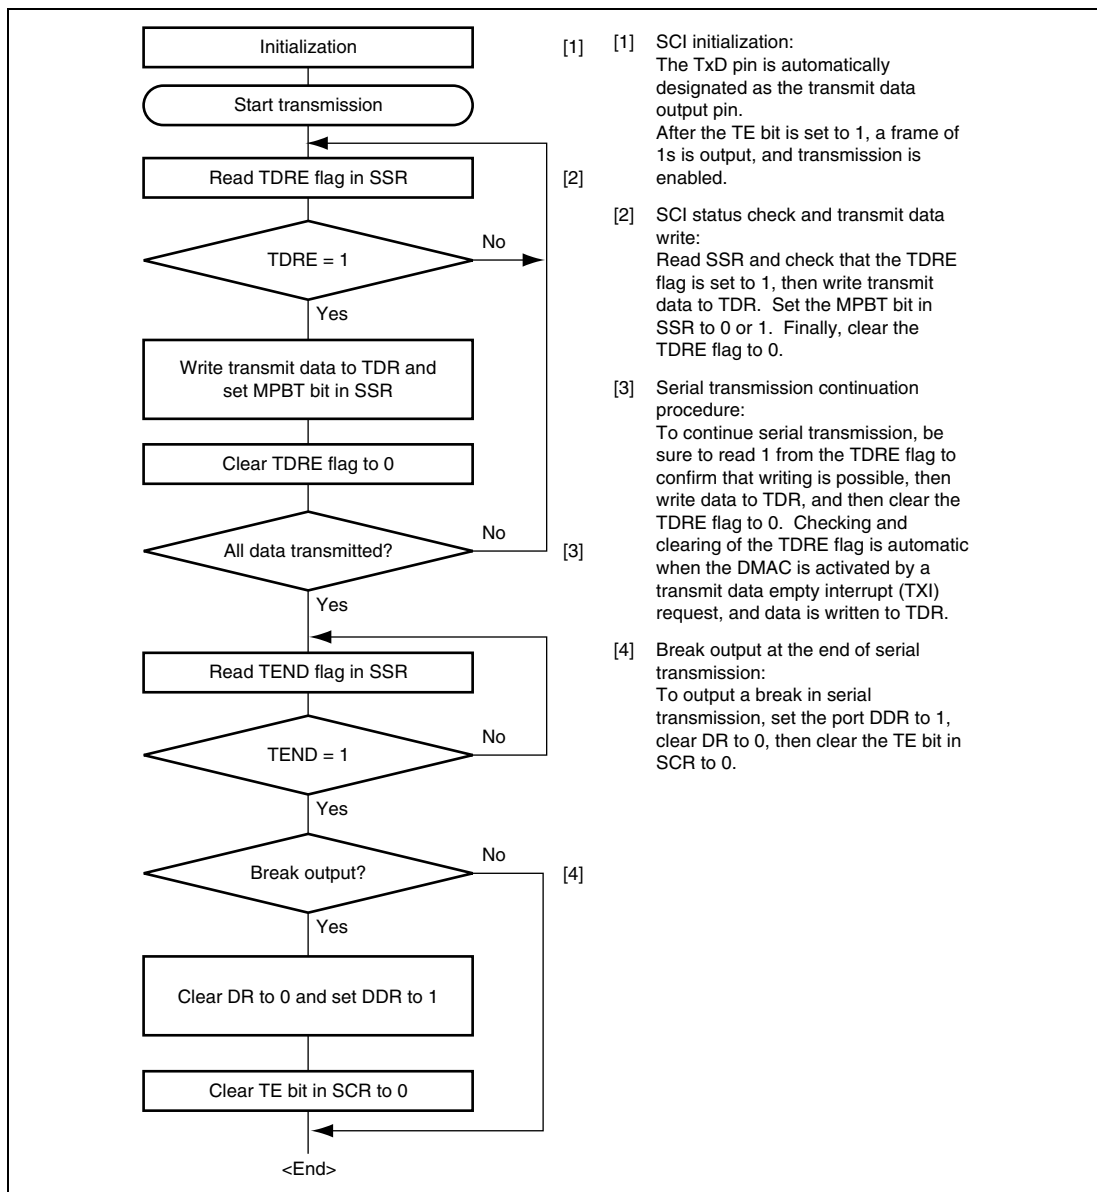 Initialization
[1]
Start transmission
Read TDRE flag in SSR
[2]
No
TDRE = 1
Yes
Write transmit data to TDR and
set MPBT bit in SSR
Clear TDRE flag to 0
No
All data transmitted?
[3]
Yes
Read TEND flag in SSR
No
TEND = 1
Yes
No
Break output?
[4]
Yes
Clear DR to 0 and set DDR to 1
Clear TE bit in SCR to 0
<End>
[1] SCI initialization:
The TxD pin is automatically
designated as the transmit data
output pin.
After the TE bit is set to 1, a frame of
1s is output, and transmission is
enabled.
[2] SCI status check and transmit data
write:
Read SSR and check that the TDRE
flag is set to 1, then write transmit
data to TDR. Set the MPBT bit in
SSR to 0 or 1. Finally, clear the
TDRE flag to 0.
[3] Serial transmission continuation
procedure:
To continue serial transmission, be
sure to read 1 from the TDRE flag to
confirm that writing is possible, then
write data to TDR, and then clear the
TDRE flag to 0. Checking and
clearing of the TDRE flag is automatic
when the DMAC is activated by a
transmit data empty interrupt (TXI)
request, and data is written to TDR.
[4] Break output at the end of serial
transmission:
To output a break in serial
transmission, set the port DDR to 1,
clear DR to 0, then clear the TE bit in
SCR to 0.